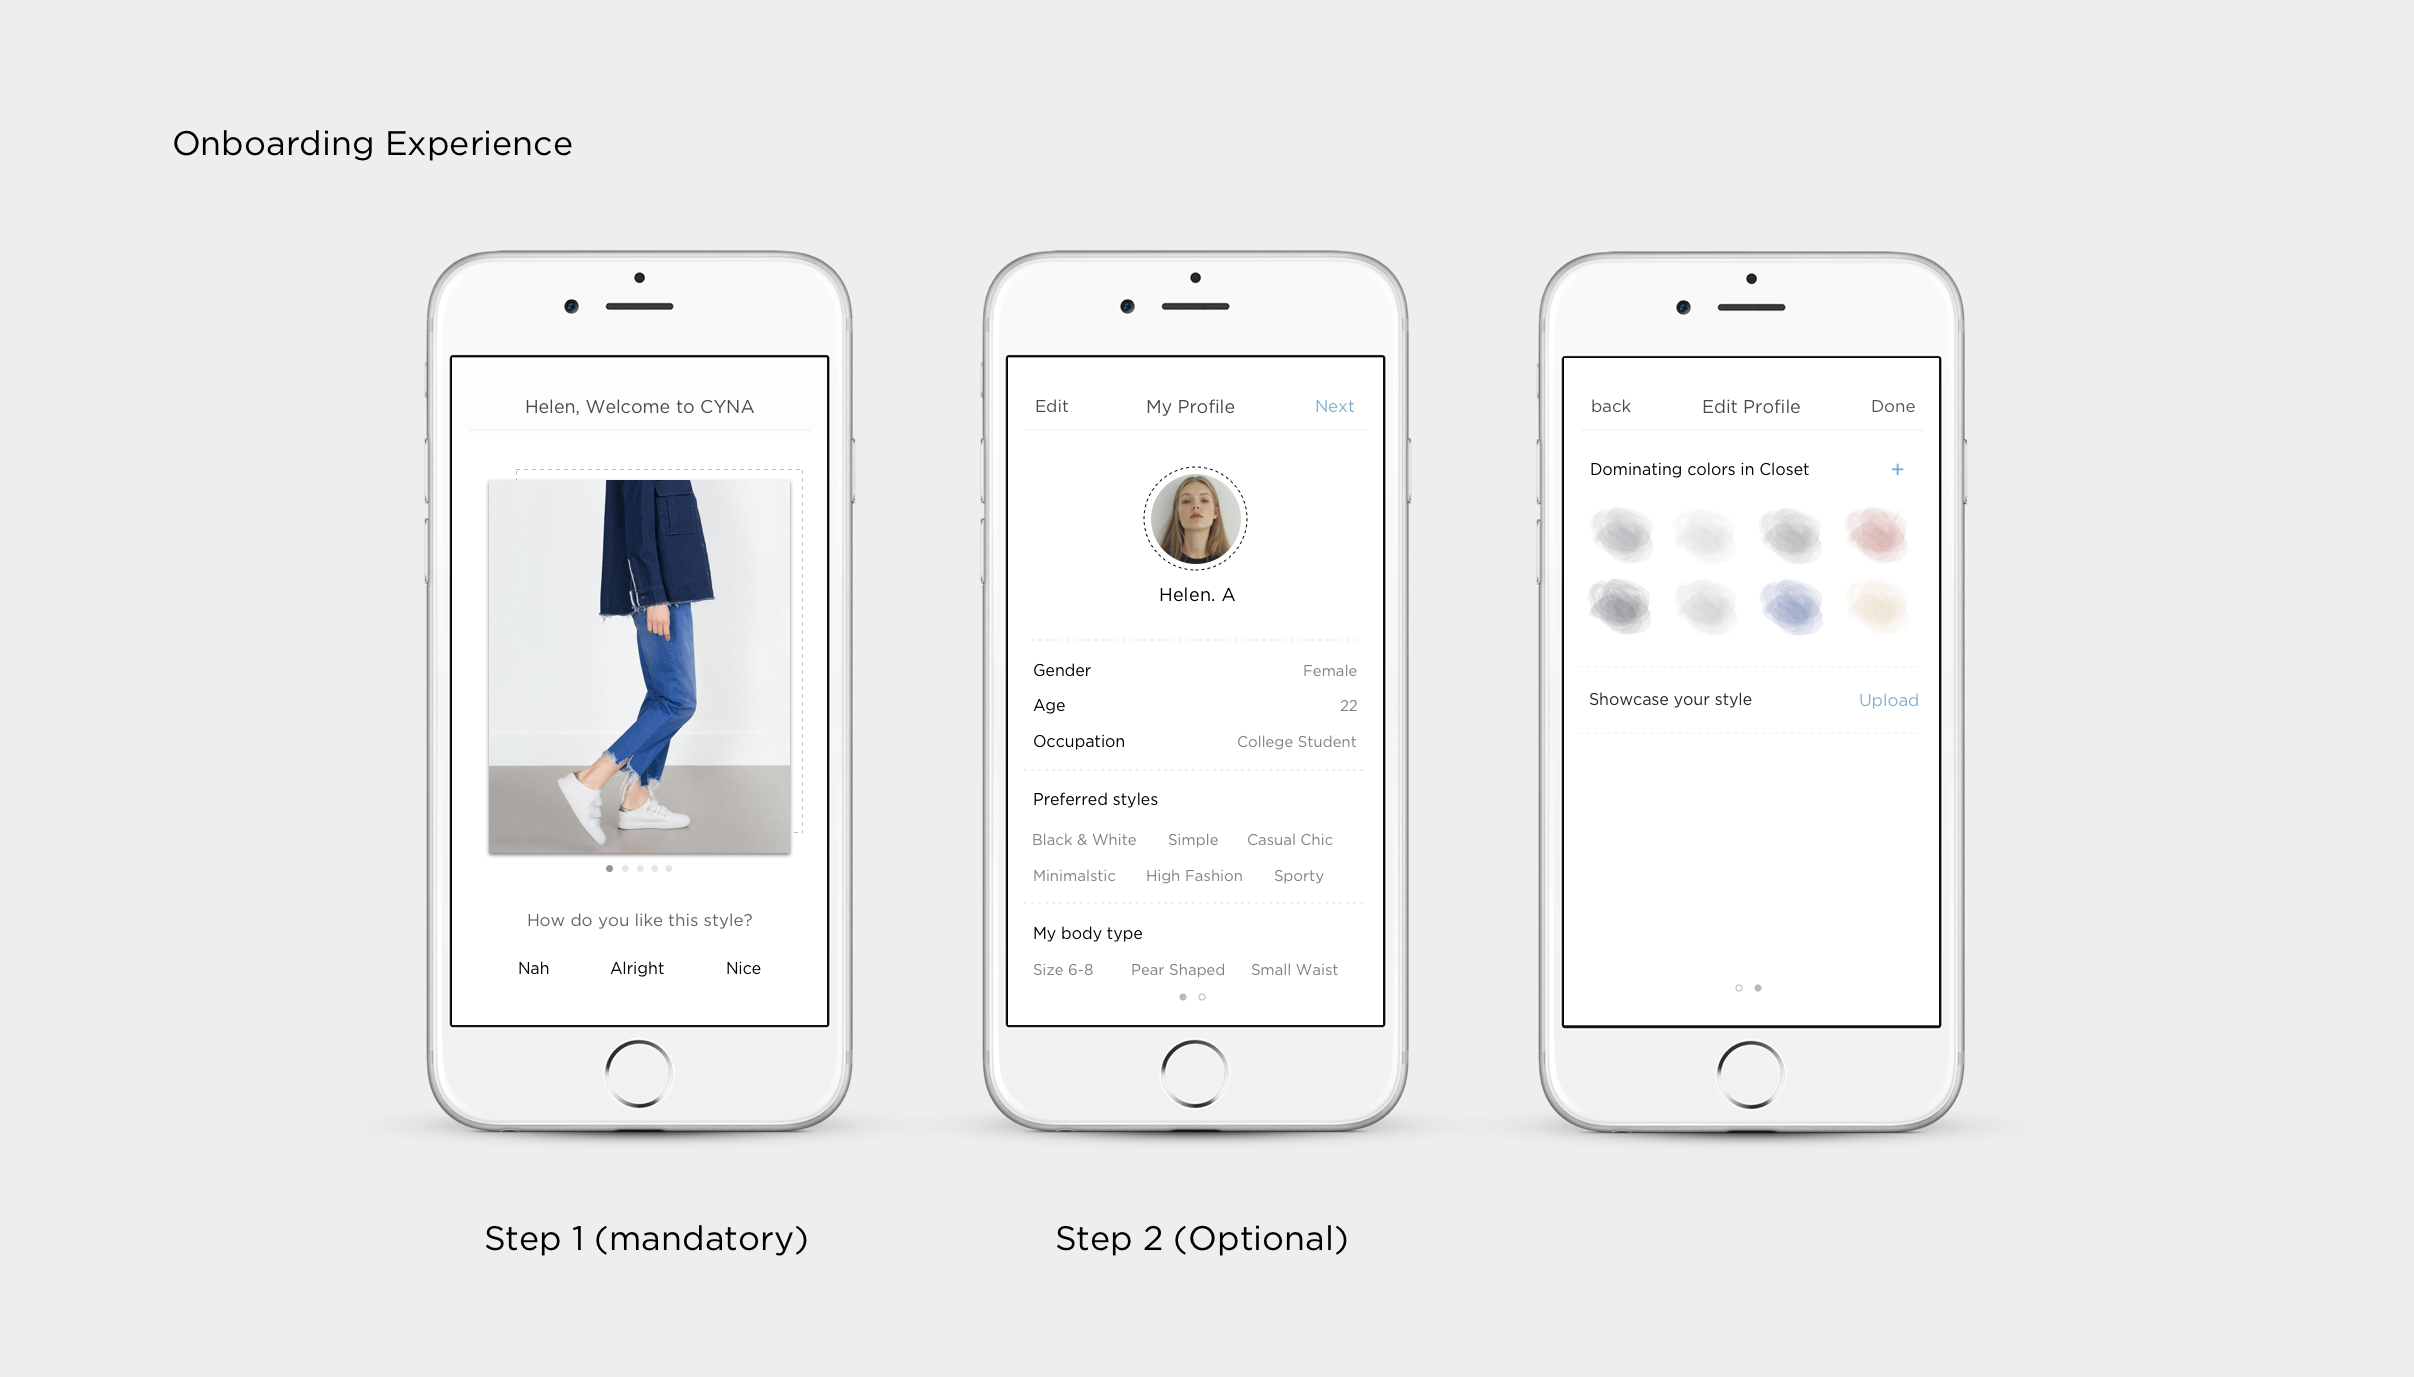 Onboarding Experience
Helen, Welcome to CYNA
How do you like this style?
Nah Alright Nice
Step 1 (mandatory)
Edit My Profile Next
Helen. A
Gender Female
Age 22
Occupation College Student
Preferred styles
Black & White Simple Casual Chic
Minimalstic High Fashion Sporty
My body type
Size 6-8 Pear Shaped Small Waist
Step 2 (Optional)
back Edit Profile Done
Dominating colors in Closet +
Showcase your style Upload